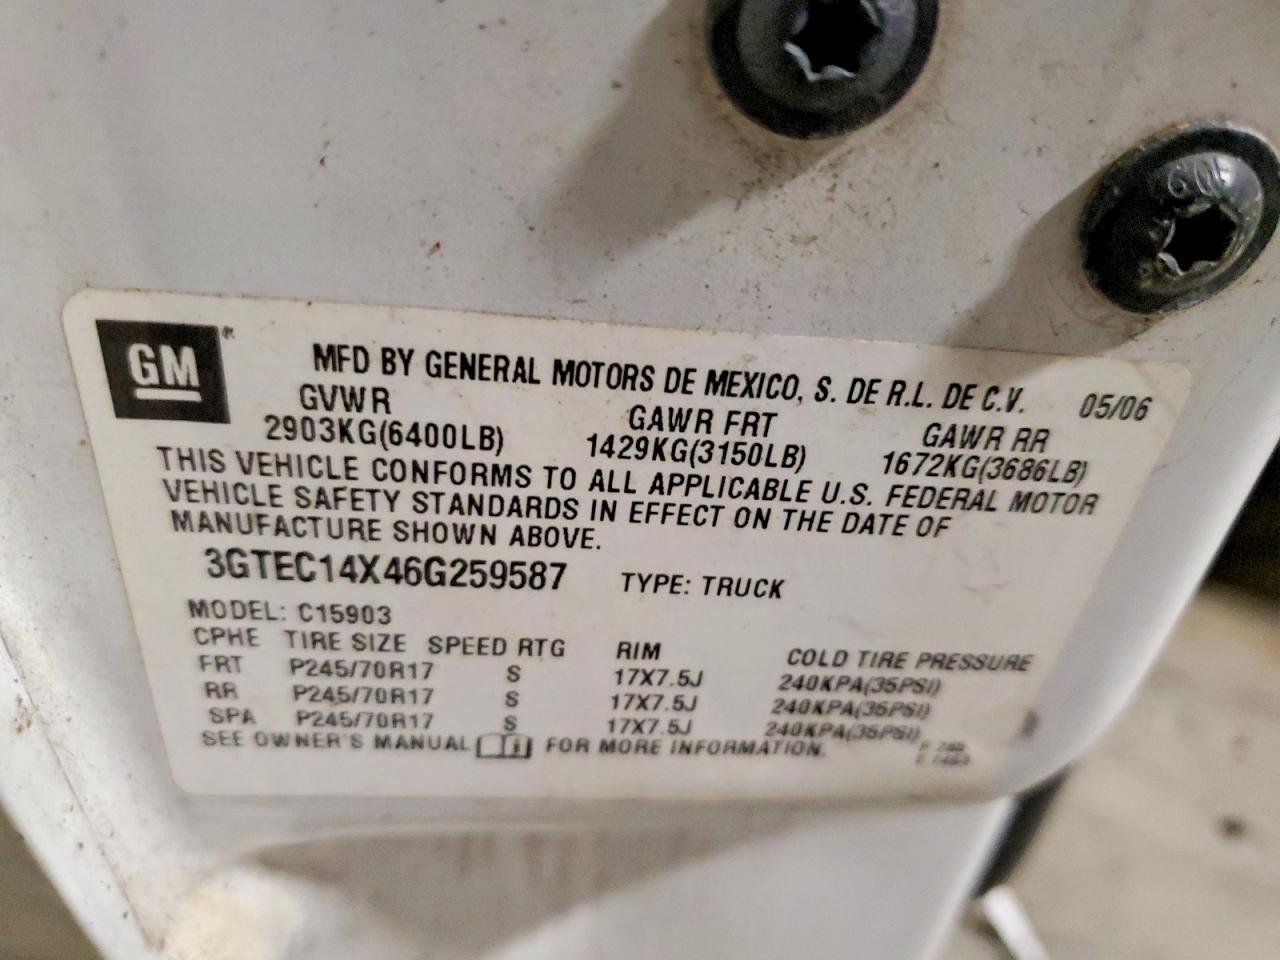 GM ®
MFD BY GENERAL MOTORS DE MEXICO, S. DE R.L. DE C.V. 05/06
GVWR GAWR FRT GAWR RR
2903KG(6400LB) 1429KG(3150LB) 1672KG(3686LB)
THIS VEHICLE CONFORMS TO ALL APPLICABLE U.S. FEDERAL MOTOR
VEHICLE SAFETY STANDARDS IN EFFECT ON THE DATE OF
MANUFACTURE SHOWN ABOVE.
3GTEC14X46G259587 TYPE: TRUCK
MODEL: C15903
CPHE TIRE SIZE SPEED RTG RIM COLD TIRE PRESSURE
FRT P245/70R17 S 17X7.5J 240KPA(35PSI)
RR P245/70R17 S 17X7.5J 240KPA(35PSI)
SPA P245/70R17 S 17X7.5J 240KPA(35PSI)
SEE OWNER'S MANUAL FOR MORE INFORMATION.